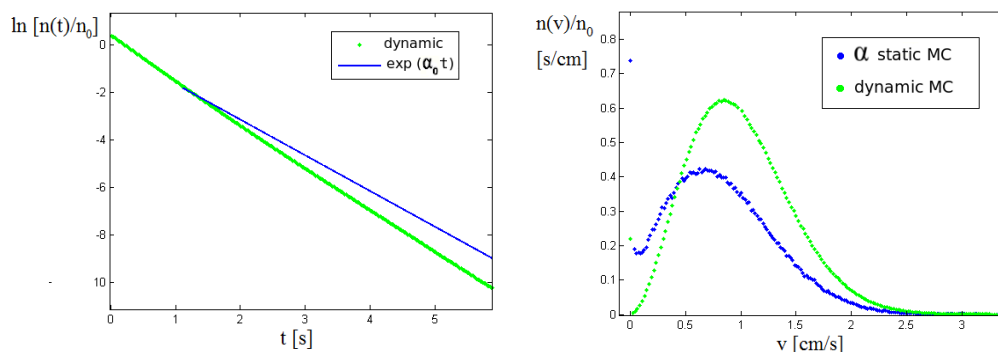 ln [n(t)/n₀]
0
-2
-4
-6
-8
10
dynamic
exp (α₀t)
0 1 2 3 4 5
t [s]
n(v)/n₀
[s/cm]
0.8
0.7
0.6
0.5
0.4
0.3
0.2
0.1
0
α static MC
dynamic MC
0 0.5 1 1.5 2 2.5 3
v [cm/s]